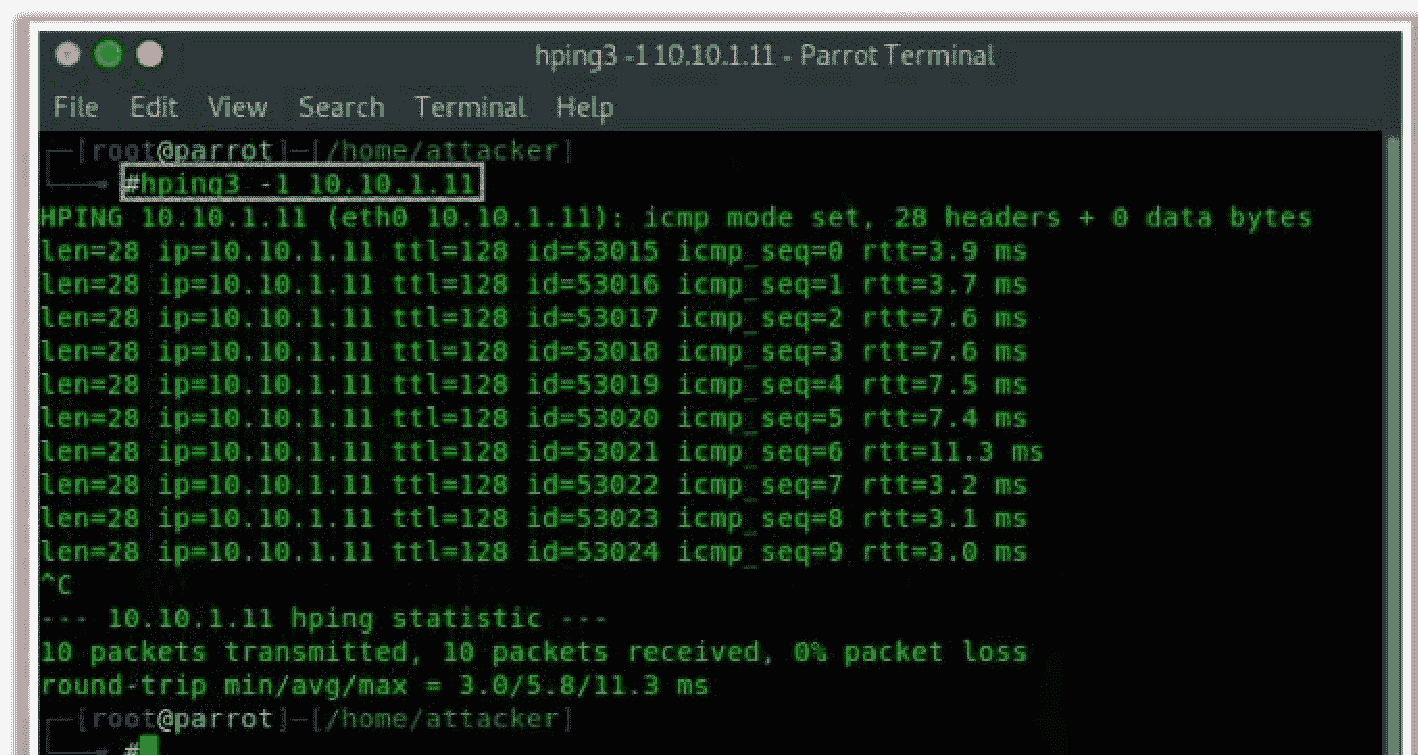 hping3 -1 10.10.1.11 - Parrot Terminal
File Edit View Search Terminal Help
┌─[root@parrot]─[/home/attacker]
└──╼ #hping3 -1 10.10.1.11
HPING 10.10.1.11 (eth0 10.10.1.11): icmp mode set, 28 headers + 0 data bytes
len=28 ip=10.10.1.11 ttl=128 id=53015 icmp_seq=0 rtt=3.9 ms
len=28 ip=10.10.1.11 ttl=128 id=53016 icmp_seq=1 rtt=3.7 ms
len=28 ip=10.10.1.11 ttl=128 id=53017 icmp_seq=2 rtt=7.6 ms
len=28 ip=10.10.1.11 ttl=128 id=53018 icmp_seq=3 rtt=7.6 ms
len=28 ip=10.10.1.11 ttl=128 id=53019 icmp_seq=4 rtt=7.5 ms
len=28 ip=10.10.1.11 ttl=128 id=53020 icmp_seq=5 rtt=7.4 ms
len=28 ip=10.10.1.11 ttl=128 id=53021 icmp_seq=6 rtt=11.3 ms
len=28 ip=10.10.1.11 ttl=128 id=53022 icmp_seq=7 rtt=3.2 ms
len=28 ip=10.10.1.11 ttl=128 id=53023 icmp_seq=8 rtt=3.1 ms
len=28 ip=10.10.1.11 ttl=128 id=53024 icmp_seq=9 rtt=3.0 ms
^C
--- 10.10.1.11 hping statistic ---
10 packets transmitted, 10 packets received, 0% packet loss
round-trip min/avg/max = 3.0/5.8/11.3 ms
┌─[root@parrot]─[/home/attacker]
└──╼ #